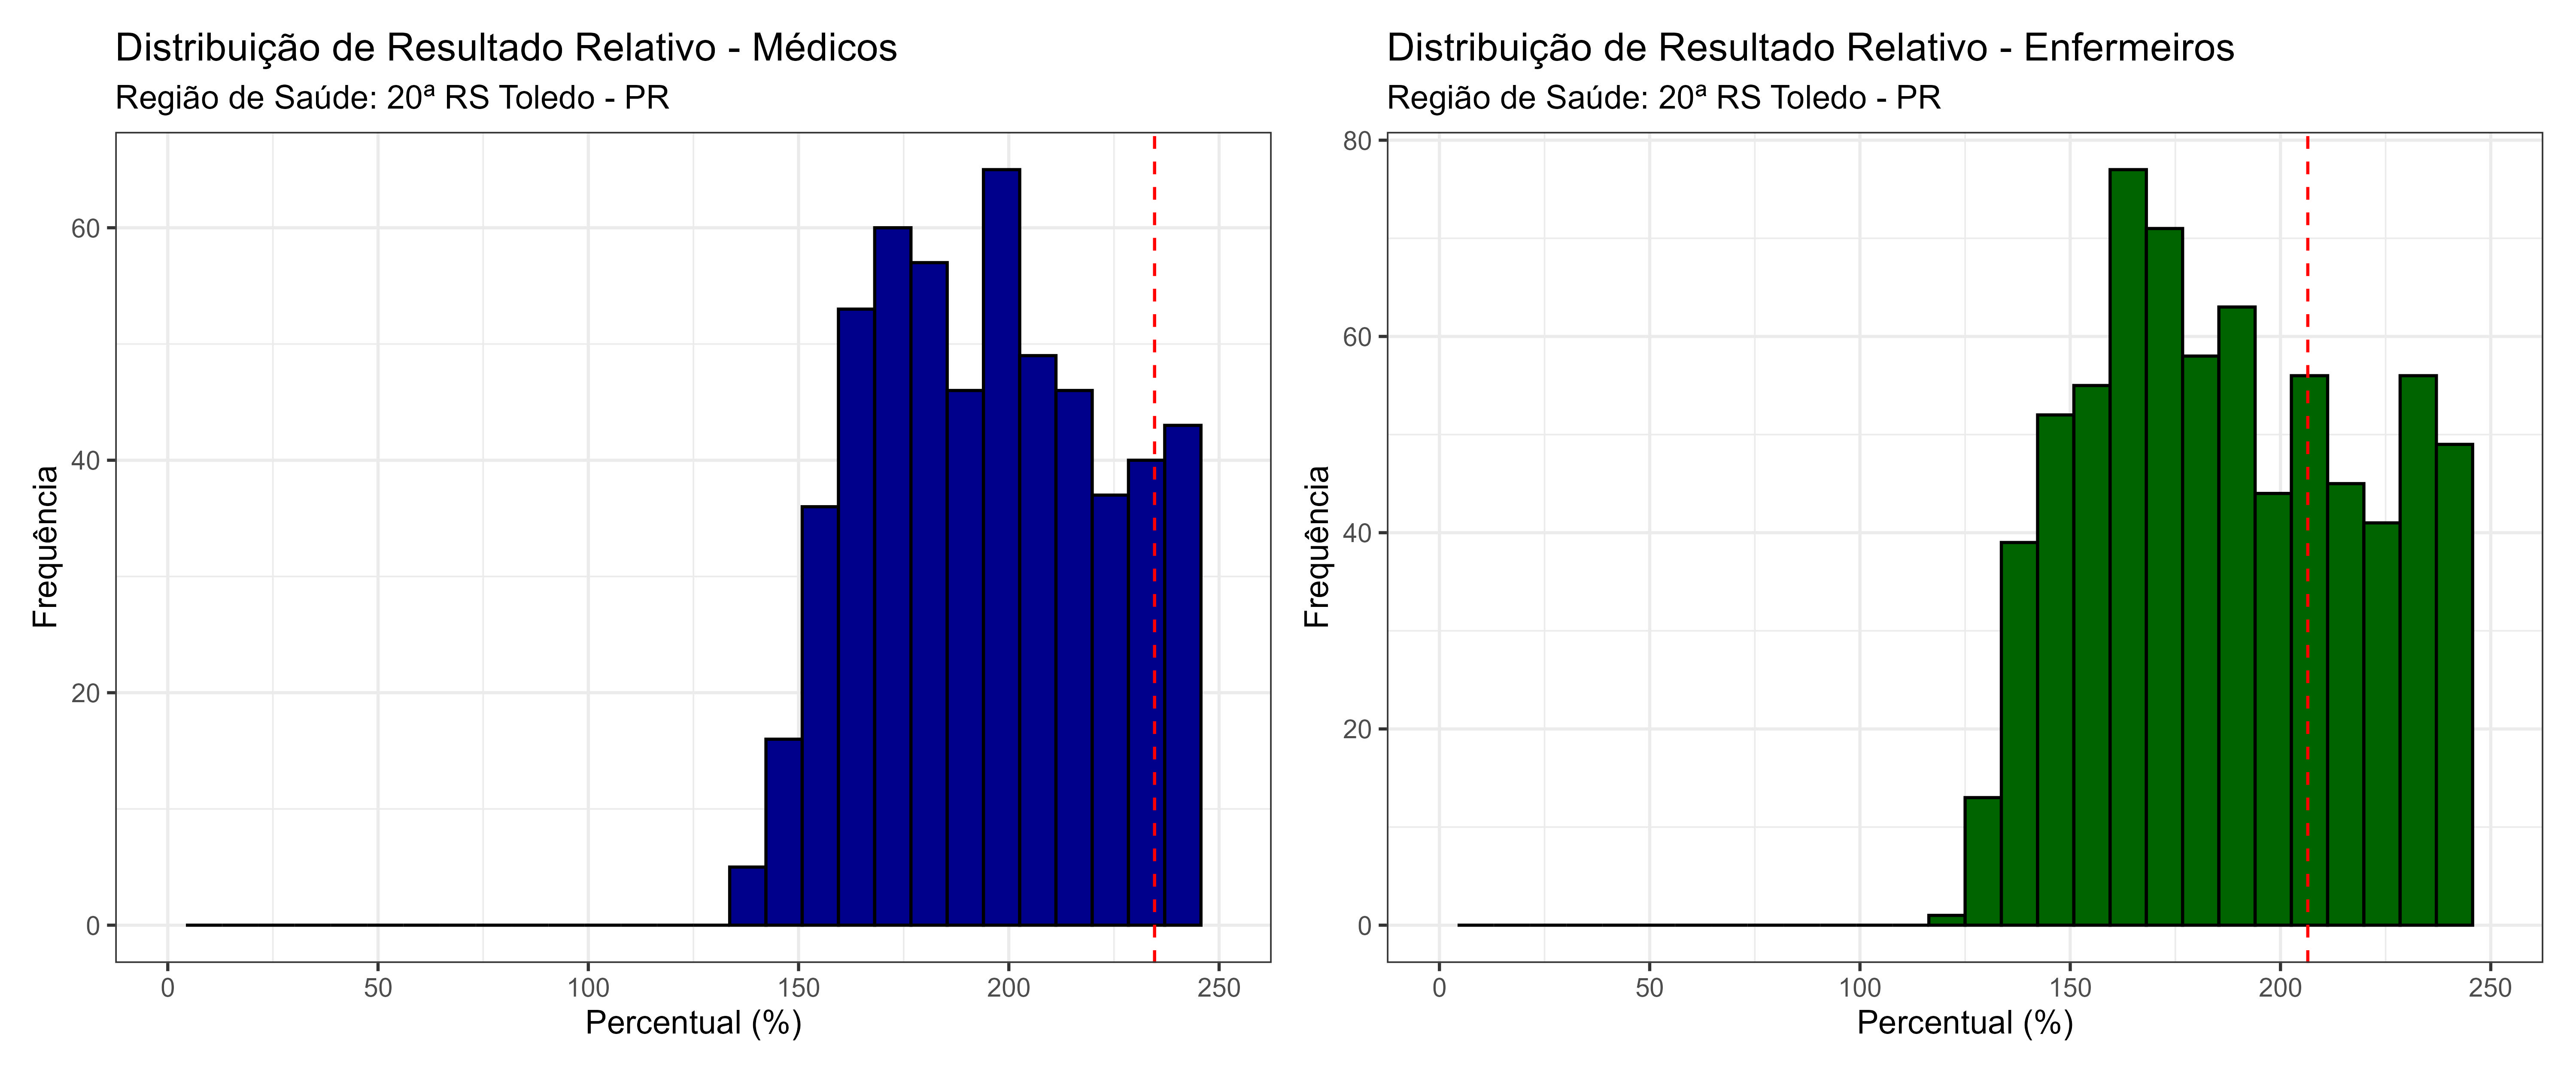 Distribuição de Resultado Relativo - Médicos
Região de Saúde: 20ª RS Toledo - PR
Frequência
60
40
20
0
0 50 100 150 200 250
Percentual (%)
Distribuição de Resultado Relativo - Enfermeiros
Região de Saúde: 20ª RS Toledo - PR
Frequência
80
60
40
20
0
0 50 100 150 200 250
Percentual (%)